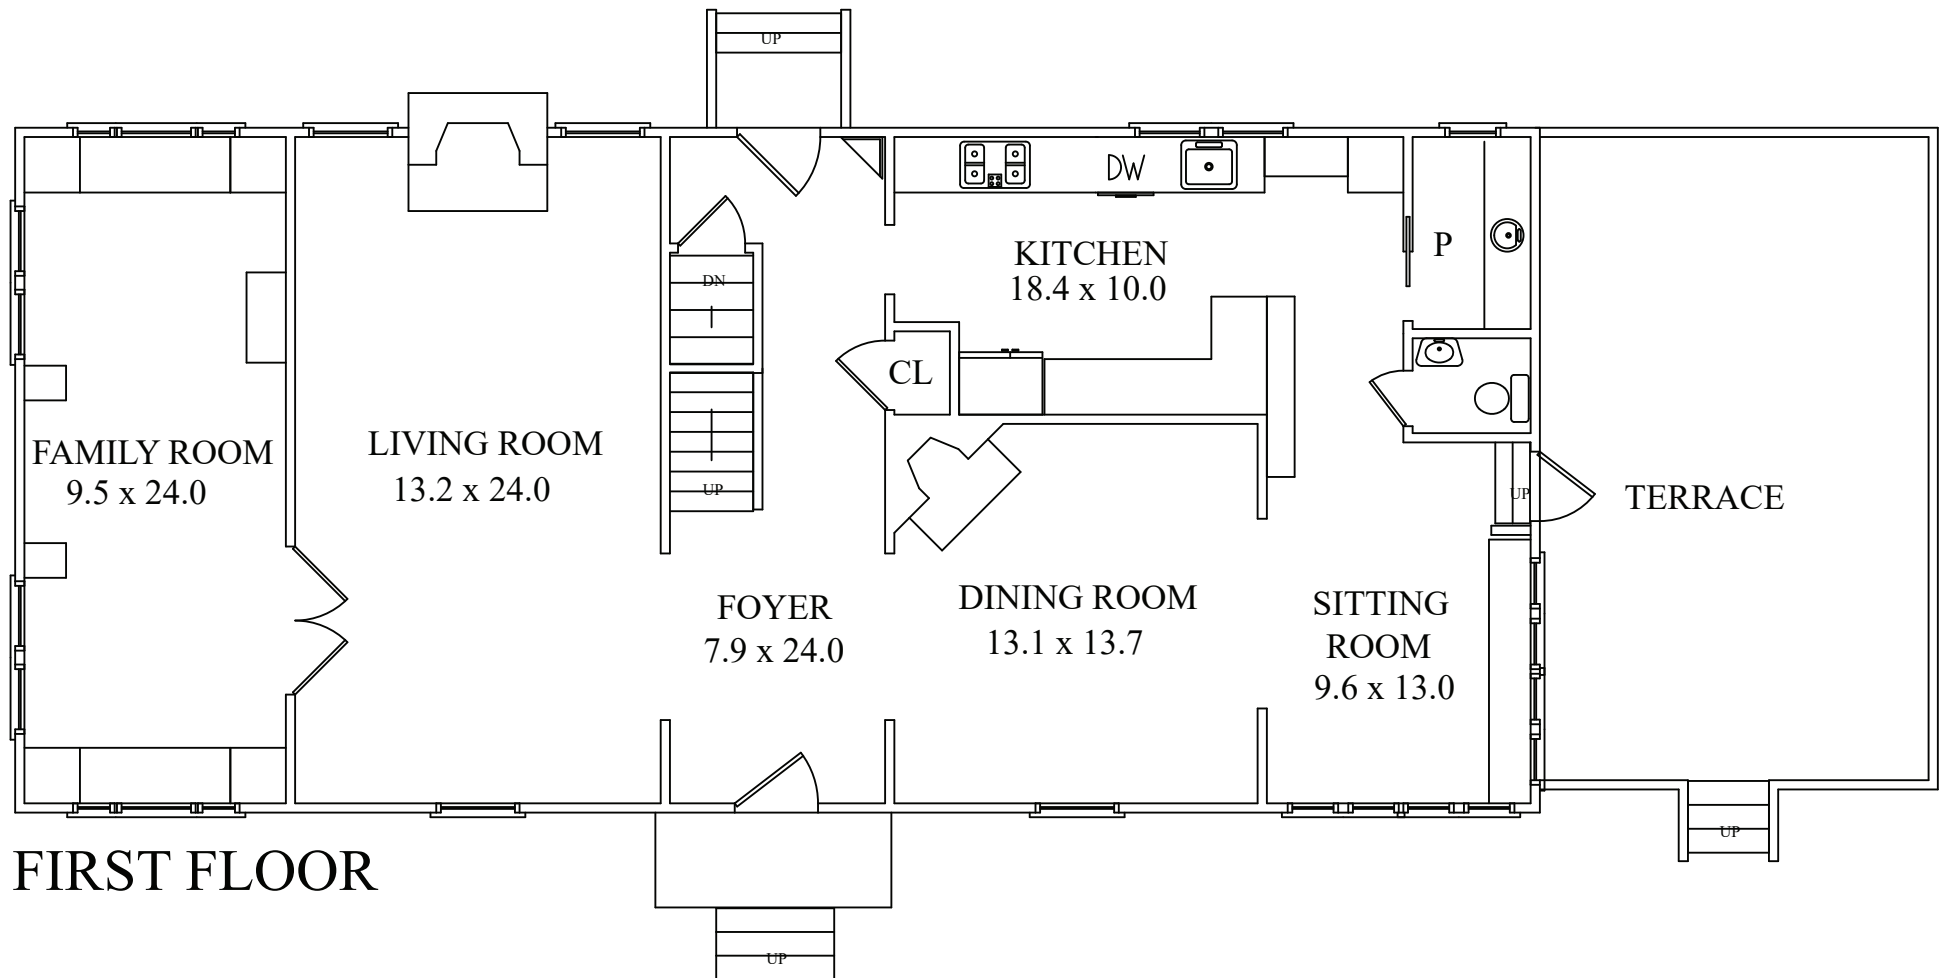 UP
DW
KITCHEN
18.4 x 10.0
P
DN
CL
FAMILY ROOM
9.5 x 24.0
LIVING ROOM
13.2 x 24.0
UP
UP
TERRACE
FOYER
7.9 x 24.0
DINING ROOM
13.1 x 13.7
SITTING
ROOM
9.6 x 13.0
UP
FIRST FLOOR
UP